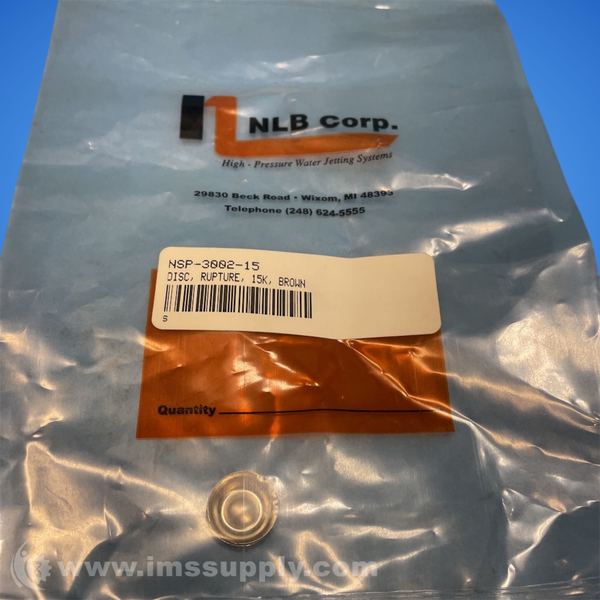 NLB Corp.
High - Pressure Water Jetting Systems
29830 Beck Road • Wixom, MI 48393
Telephone (248) 624-5555
NSP-3002-15
DISC, RUPTURE, 15K, BROWN
S
Quantity
www.imssupply.com